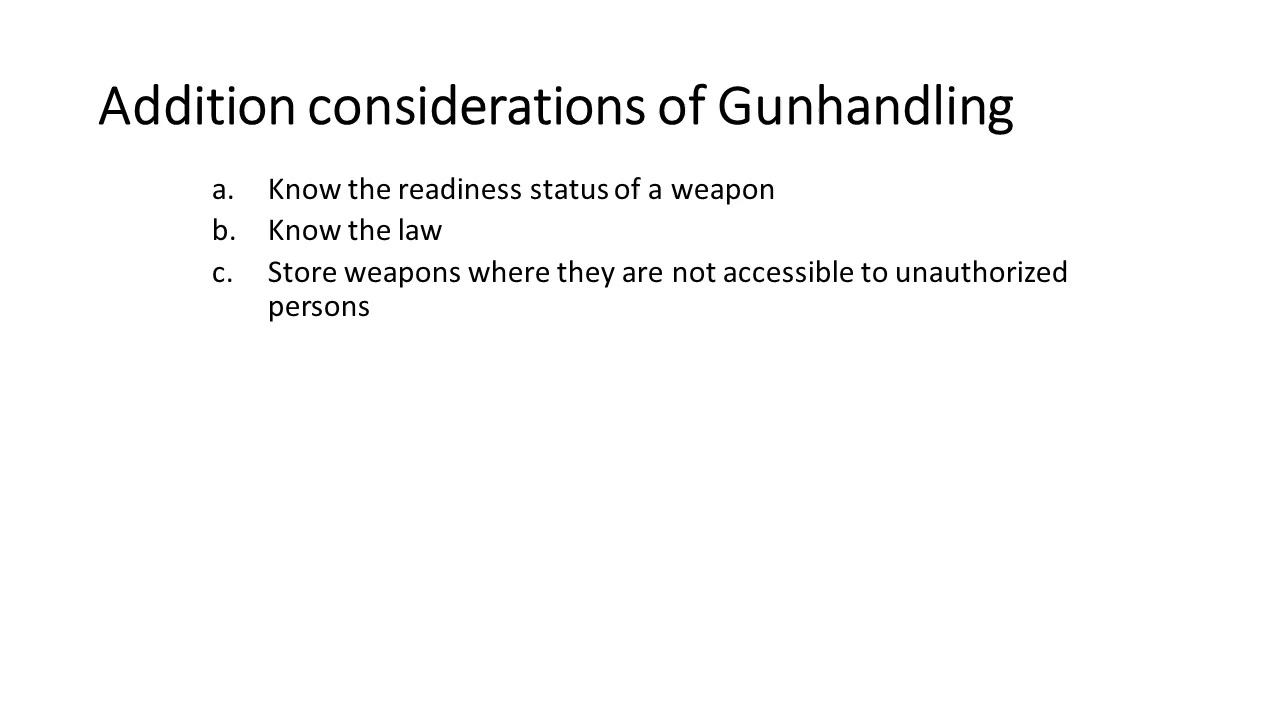 Addition considerations of Gunhandling
a. Know the readiness status of a weapon
b. Know the law
c. Store weapons where they are not accessible to unauthorized
persons